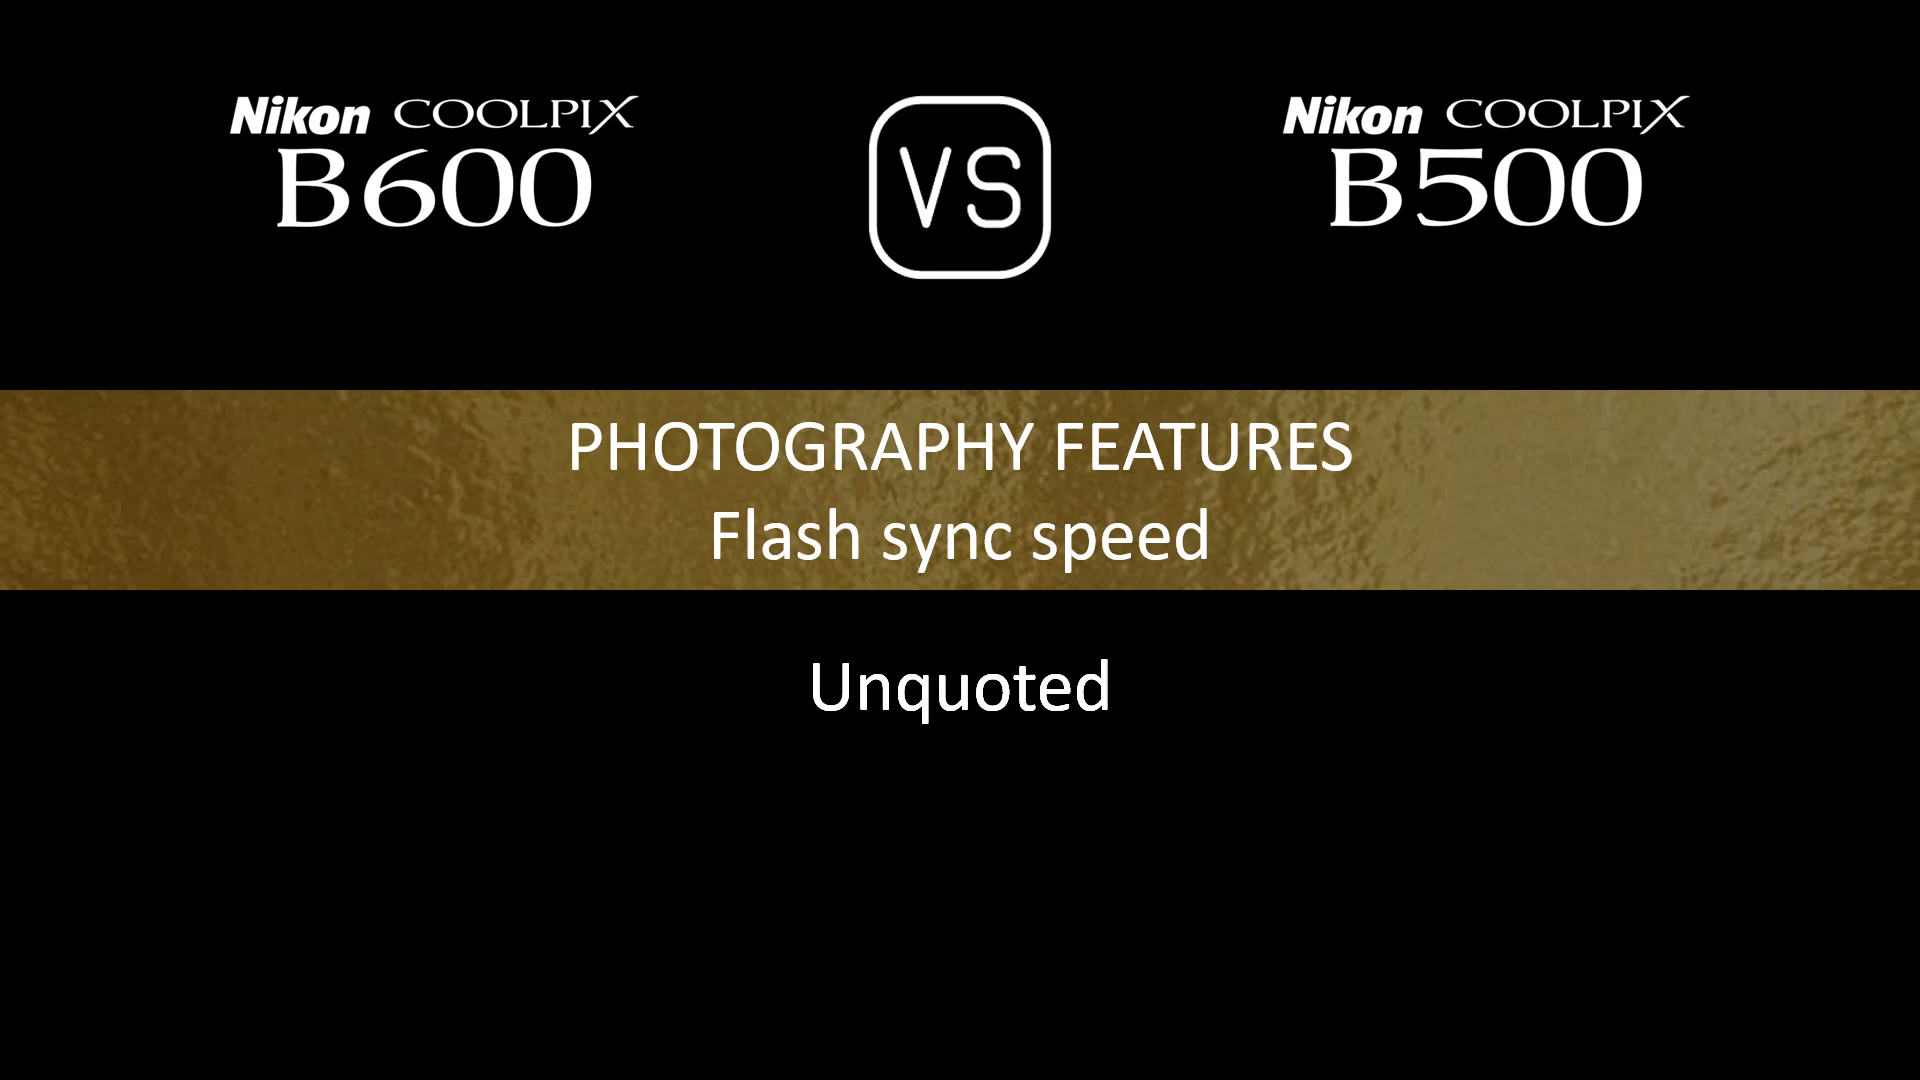 Nikon COOLPIX
B600
VS
Nikon COOLPIX
B500
PHOTOGRAPHY FEATURES
Flash sync speed
Unquoted